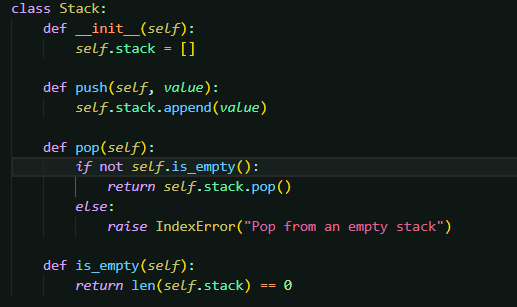 class Stack:
    def __init__(self):
        self.stack = []

    def push(self, value):
        self.stack.append(value)

    def pop(self):
        if not self.is_empty():
            return self.stack.pop()
        else:
            raise IndexError("Pop from an empty stack")

    def is_empty(self):
        return len(self.stack) == 0